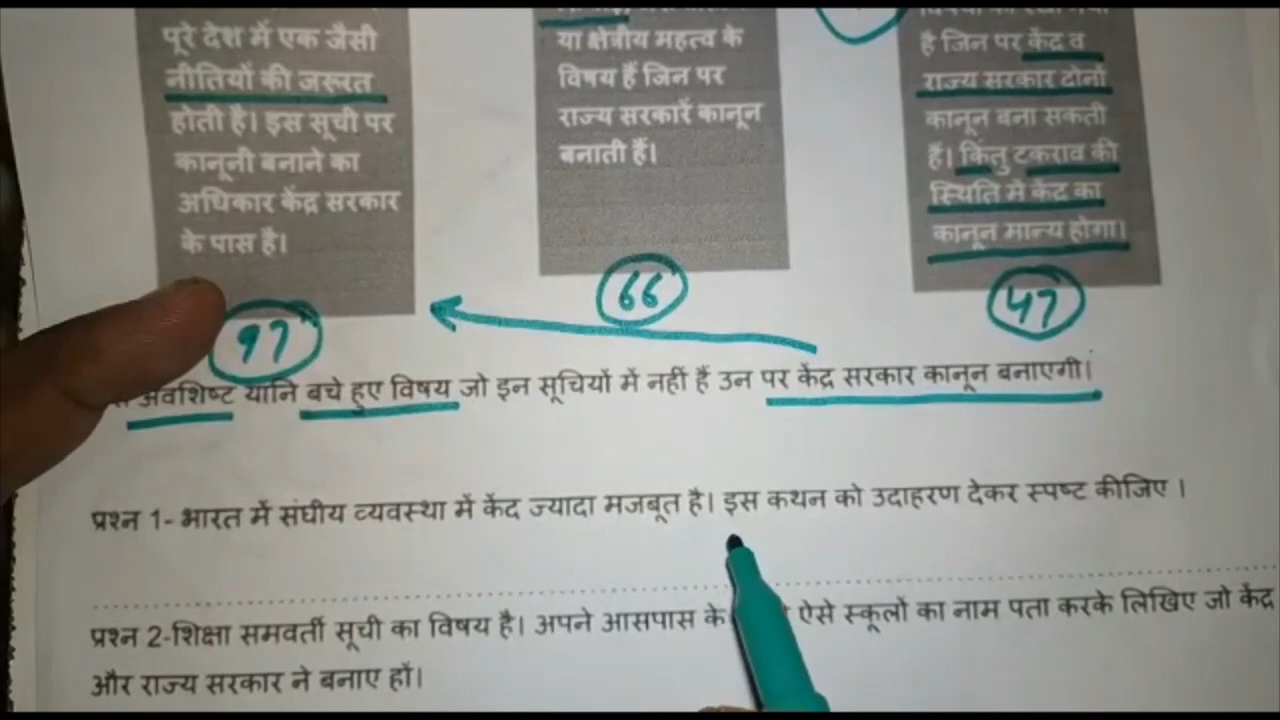 पूरे देश में एक जैसी
नीतियों की जरूरत
होती है। इस सूची पर
कानूनी बनाने का
अधिकार केंद्र सरकार
के पास है।
97
या क्षेत्रीय महत्व के
विषय हैं जिन पर
राज्य सरकारें कानून
बनाती हैं।
66
है जिन पर केंद्र व
राज्य सरकार दोनों
कानून बना सकती
हैं। किंतु टकराव की
स्थिति में केंद्र का
कानून मान्य होगा।
47
अवशिष्ट यानि बचे हुए विषय जो इन सूचियों में नहीं हैं उन पर केंद्र सरकार कानून बनाएगी।
प्रश्न 1- भारत में संघीय व्यवस्था में केंद ज्यादा मजबूत है। इस कथन को उदाहरण देकर स्पष्ट कीजिए ।
प्रश्न 2-शिक्षा समवर्ती सूची का विषय है। अपने आसपास के ऐसे स्कूलों का नाम पता करके लिखिए जो केंद्र
और राज्य सरकार ने बनाए हों।